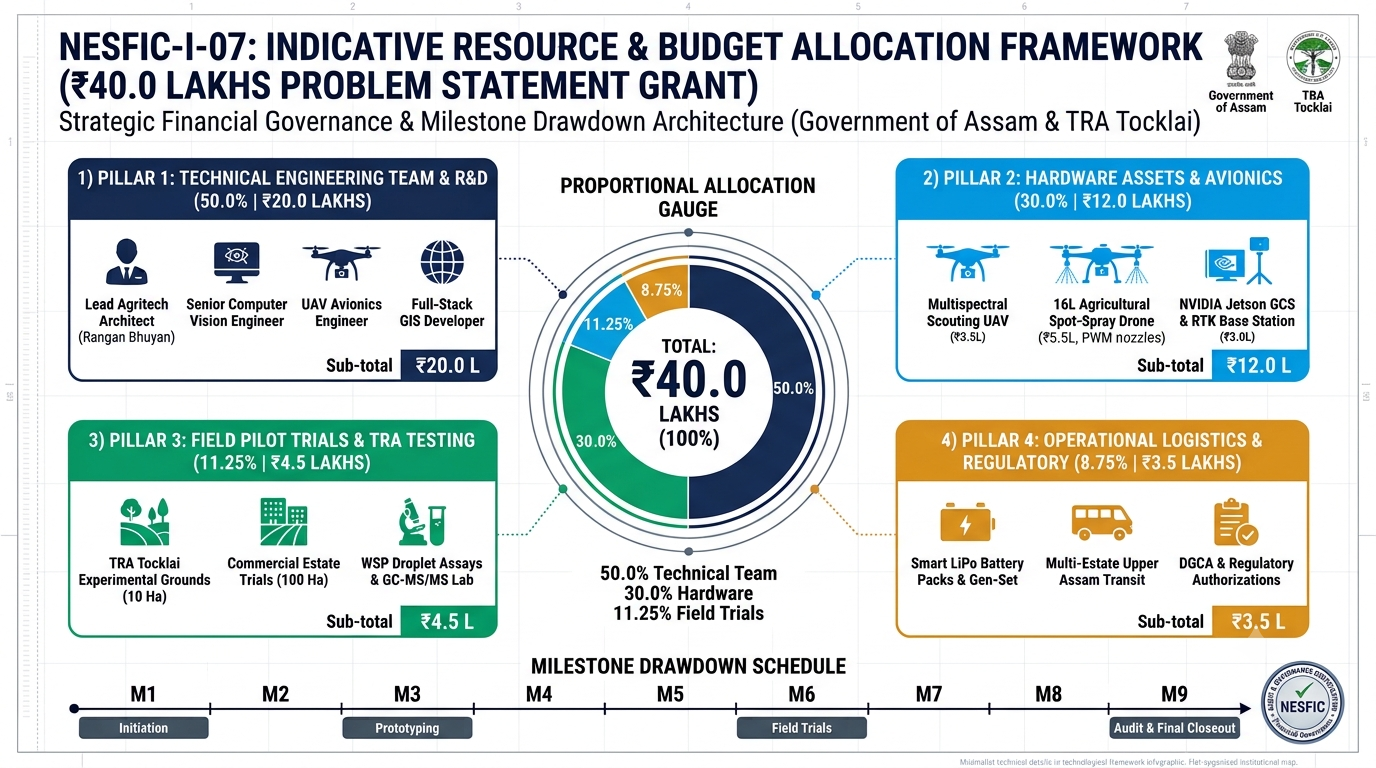 1 2 3 4 5 6 7
NESFIC-I-07: INDICATIVE RESOURCE & BUDGET ALLOCATION FRAMEWORK
(₹40.0 LAKHS PROBLEM STATEMENT GRANT)
Strategic Financial Governance & Milestone Drawdown Architecture (Government of Assam & TRA Tocklai)
Government
of Assam
TBA
Tocklai
1) PILLAR 1: TECHNICAL ENGINEERING TEAM & R&D
(50.0% | ₹20.0 LAKHS)
Lead Agritech
Architect
(Rangan Bhuyan)
Senior Computer
Vision Engineer
UAV Avionics
Engineer
Full-Stack
GIS Developer
Sub-total ₹20.0 L
PROPORTIONAL ALLOCATION
GAUGE
8.75%
11.25%
50.0%
30.0%
TOTAL:
₹40.0
LAKHS
(100%)
50.0% Technical Team
30.0% Hardware
11.25% Field Trials
2) PILLAR 2: HARDWARE ASSETS & AVIONICS
(30.0% | ₹12.0 LAKHS)
Multispectral
Scouting UAV
(₹3.5L)
16L Agricultural
Spot-Spray Drone
(₹5.5L, PWM nozzles)
NVIDIA Jetson GCS
& RTK Base Station
(₹3.0L)
Sub-total ₹12.0 L
3) PILLAR 3: FIELD PILOT TRIALS & TRA TESTING
(11.25% | ₹4.5 LAKHS)
TRA Tocklai
Experimental Grounds
(10 Ha)
Commercial Estate
Trials (100 Ha)
WSP Droplet Assays
& GC-MS/MS Lab
Sub-total ₹4.5 L
4) PILLAR 4: OPERATIONAL LOGISTICS &
REGULATORY (8.75% | ₹3.5 LAKHS)
Smart LiPo Battery
Packs & Gen-Set
Multi-Estate Upper
Assam Transit
DGCA & Regulatory
Authorizations
Sub-total ₹3.5 L
MILESTONE DRAWDOWN SCHEDULE
M1 M2 M3 M4 M5 M6 M7 M8 M9
Initiation
Prototyping
Field Trials
Audit & Final Closeout
NESFIC